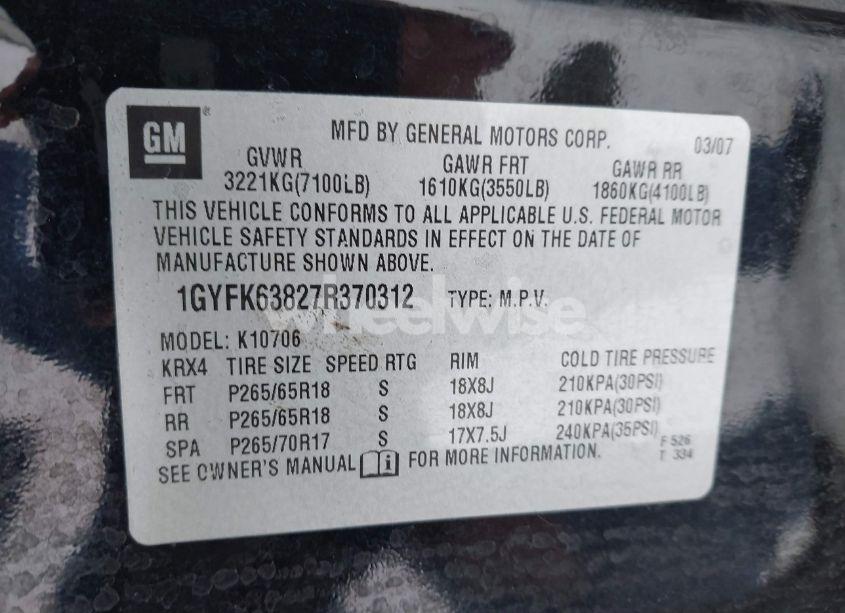 GM
MFD BY GENERAL MOTORS CORP. 03/07
GVWR GAWR FRT GAWR RR
3221KG(7100LB) 1610KG(3550LB) 1860KG(4100LB)
THIS VEHICLE CONFORMS TO ALL APPLICABLE U.S. FEDERAL MOTOR
VEHICLE SAFETY STANDARDS IN EFFECT ON THE DATE OF
MANUFACTURE SHOWN ABOVE.
1GYFK63827R370312 TYPE: M.P.V.
wheelwise
MODEL: K10706
KRX4 TIRE SIZE SPEED RTG RIM COLD TIRE PRESSURE
FRT P265/65R18 S 18X8J 210KPA(30PSI)
RR P265/65R18 S 18X8J 210KPA(30PSI)
SPA P265/70R17 S 17X7.5J 240KPA(35PSI)
SEE OWNER'S MANUAL i FOR MORE INFORMATION. F 526
T 334